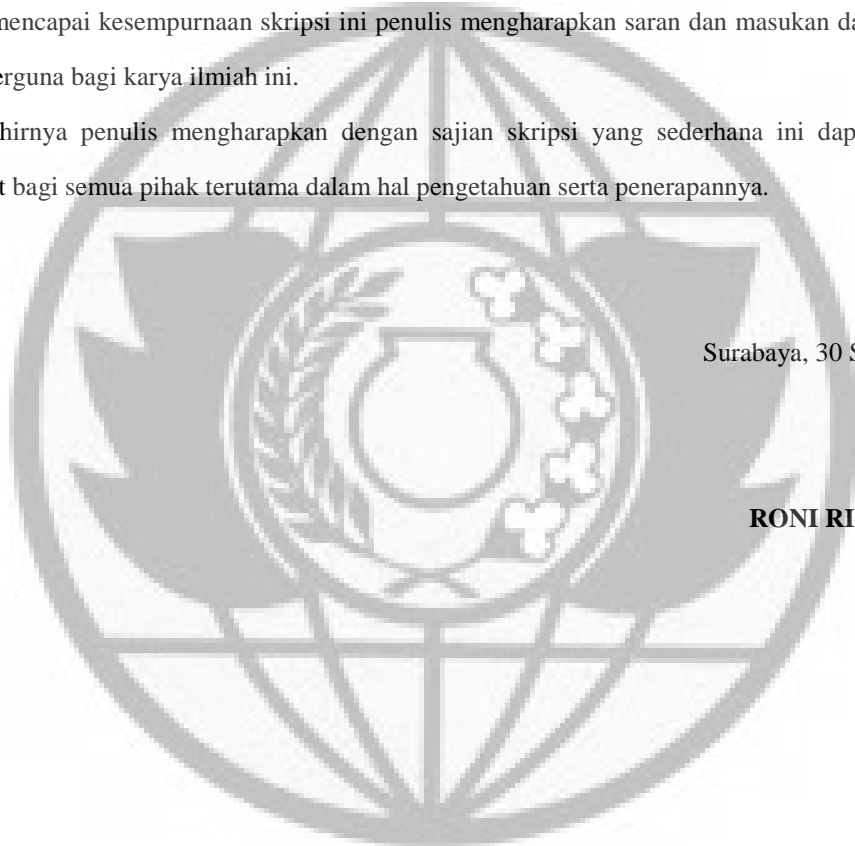 mencapai kesempurnaan skripsi ini penulis mengharapkan saran dan masukan da
erguna bagi karya ilmiah ini.
hirnya penulis mengharapkan dengan sajian skripsi yang sederhana ini dap
t bagi semua pihak terutama dalam hal pengetahuan serta penerapannya.
Surabaya, 30 S
RONI RI